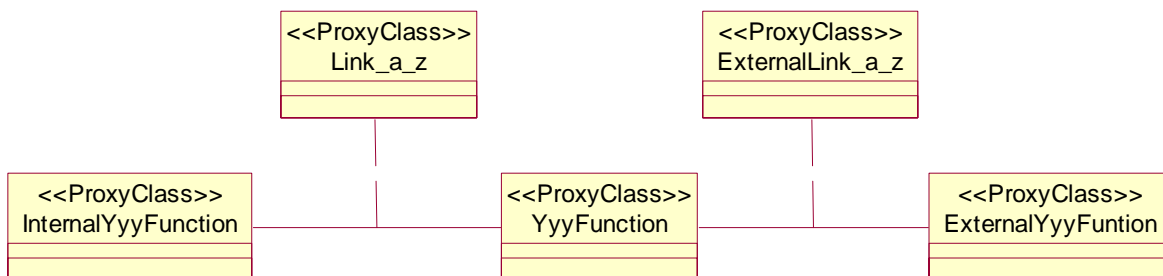 <<ProxyClass>>
Link_a_z
<<ProxyClass>>
ExternalLink_a_z
<<ProxyClass>>
InternalYyyFunction
<<ProxyClass>>
YyyFunction
<<ProxyClass>>
ExternalYyyFuntion